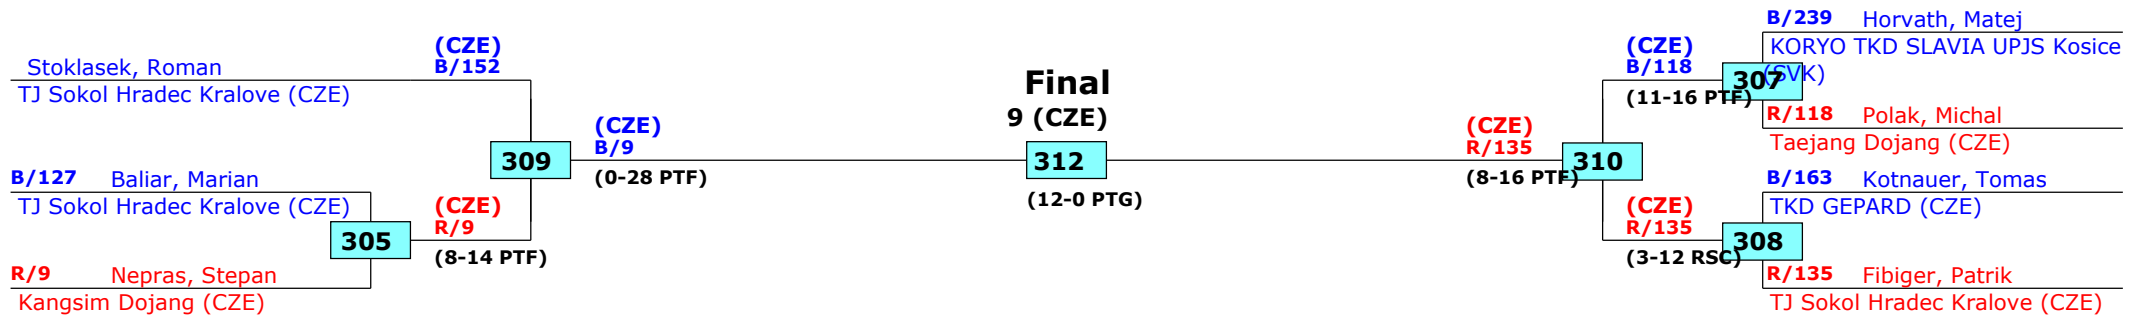 (CZE)
B/152
Stoklasek, Roman
TJ Sokol Hradec Kralove (CZE)
B/127 Baliar, Marian
TJ Sokol Hradec Kralove (CZE)
305
R/9 Nepras, Stepan
Kangsim Dojang (CZE)
(CZE)
R/9
(8-14 PTF)
309
(CZE)
B/9
(0-28 PTF)
Final
9 (CZE)
312
(12-0 PTG)
(CZE)
R/135
(8-16 PTF)
310
(CZE)
B/118
(11-16 PTF)
307
B/239 Horvath, Matej
KORYO TKD SLAVIA UPJS Kosice
(SVK)
R/118 Polak, Michal
Taejang Dojang (CZE)
B/163 Kotnauer, Tomas
TKD GEPARD (CZE)
(CZE)
R/135
(3-12 RSC)
308
R/135 Fibiger, Patrik
TJ Sokol Hradec Kralove (CZE)